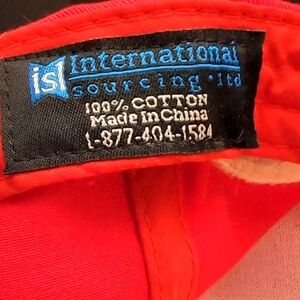 isl International
sourcing·ltd
100% COTTON
Made in China
1-877-404-1584